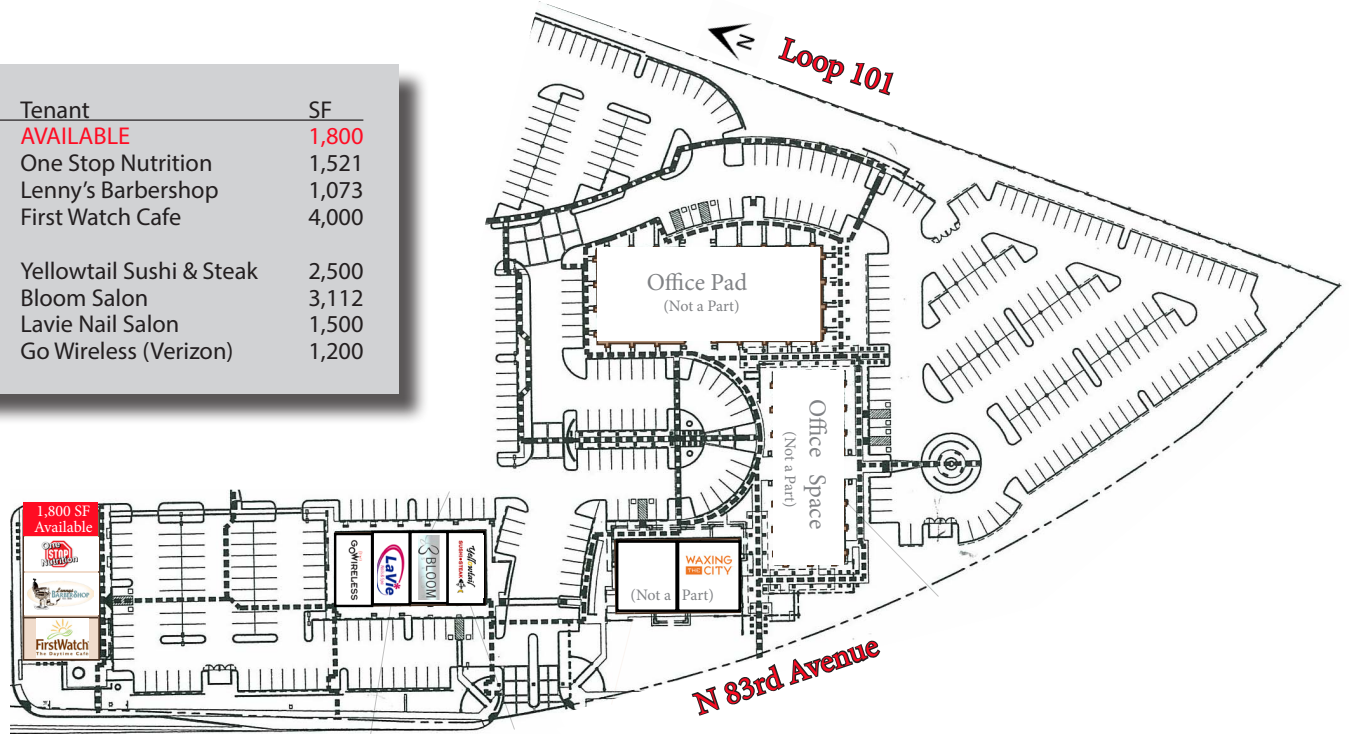 Tenant SF
AVAILABLE 1,800
One Stop Nutrition 1,521
Lenny's Barbershop 1,073
First Watch Cafe 4,000
Yellowtail Sushi & Steak 2,500
Bloom Salon 3,112
Lavie Nail Salon 1,500
Go Wireless (Verizon) 1,200
N
Loop 101
Office Pad
(Not a Part)
Office Space
(Not a Part)
1,800 SF
Available
One
STOP
Nutrition
BARBERSHOP
FirstWatch
The Daytime Cafe
GOWIRELESS
LaVie
BLOOM
Yellowtail
SUSHI & STEAK
WAXING
THE CITY
(Not a Part)
N 83rd Avenue